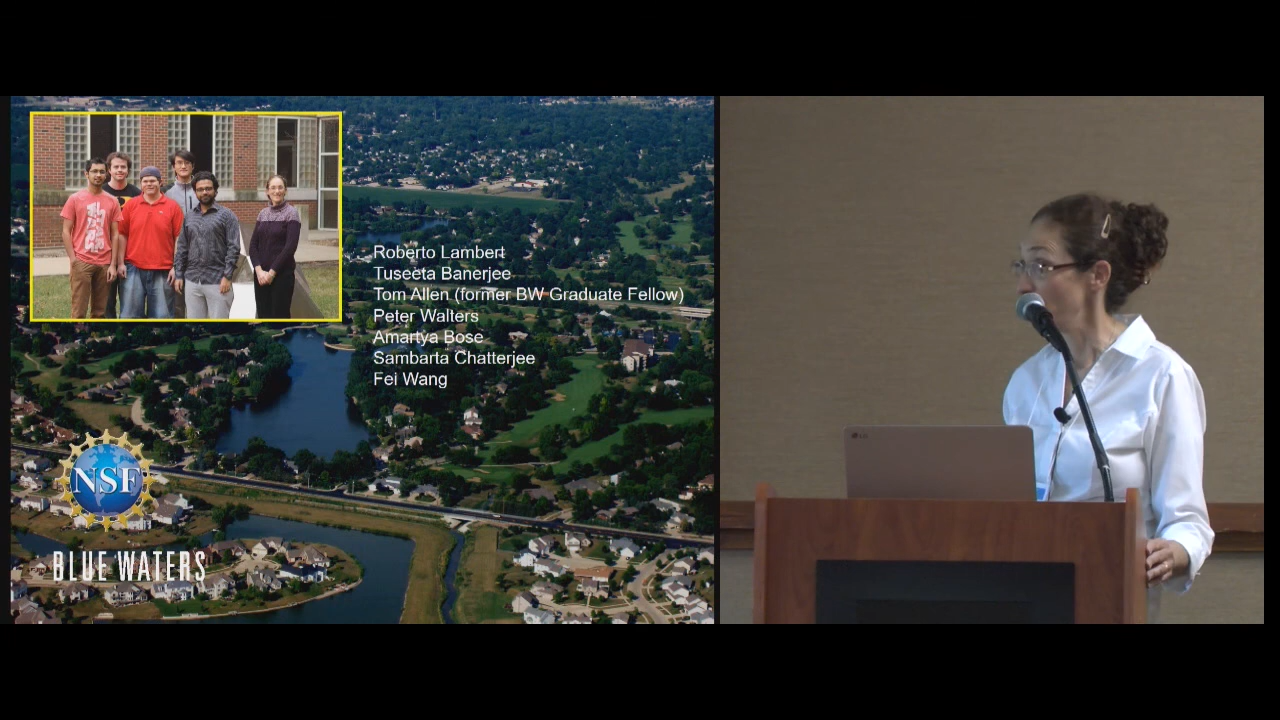 Roberto Lambert
Tuseeta Banerjee
Tom Allen (former BW Graduate Fellow)
Peter Walters
Amartya Bose
Sambarta Chatterjee
Fei Wang
NSF
BLUE WATERS
LG